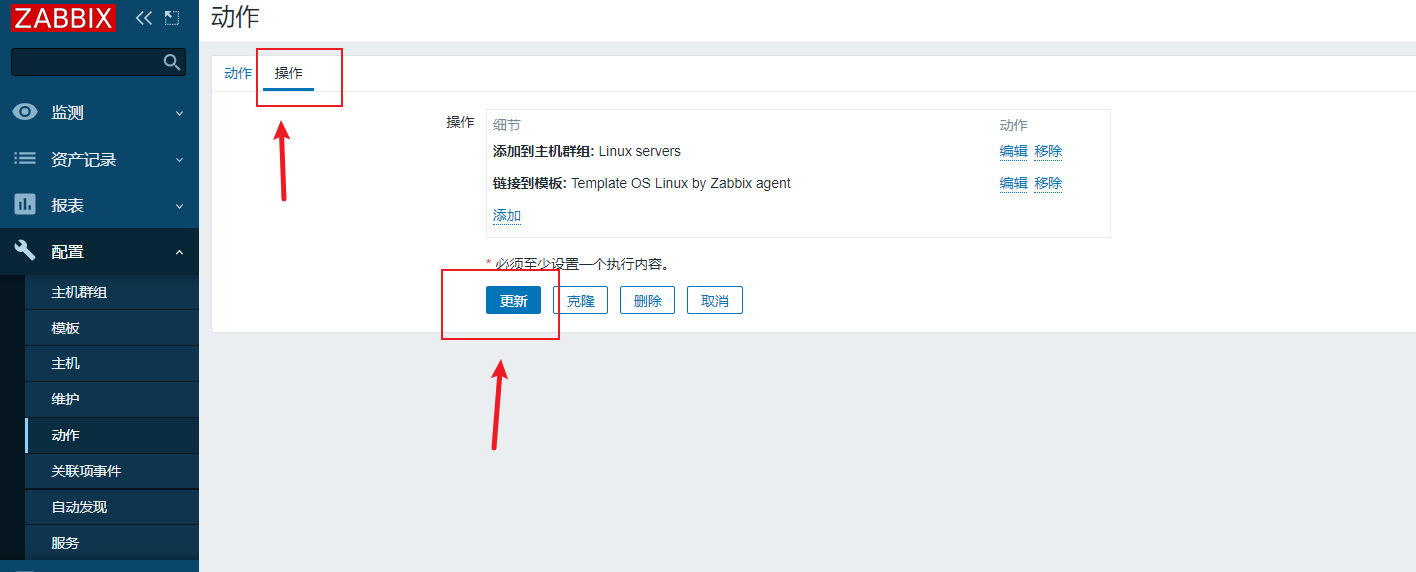 ZABBIX
动作
动作 操作
监测
资产记录
报表
配置
主机群组
模板
主机
维护
动作
关联项事件
自动发现
服务
操作
细节 动作
添加到主机群组: Linux servers 编辑 移除
链接到模板: Template OS Linux by Zabbix agent 编辑 移除
添加
* 必须至少设置一个执行内容。
更新 克隆 删除 取消